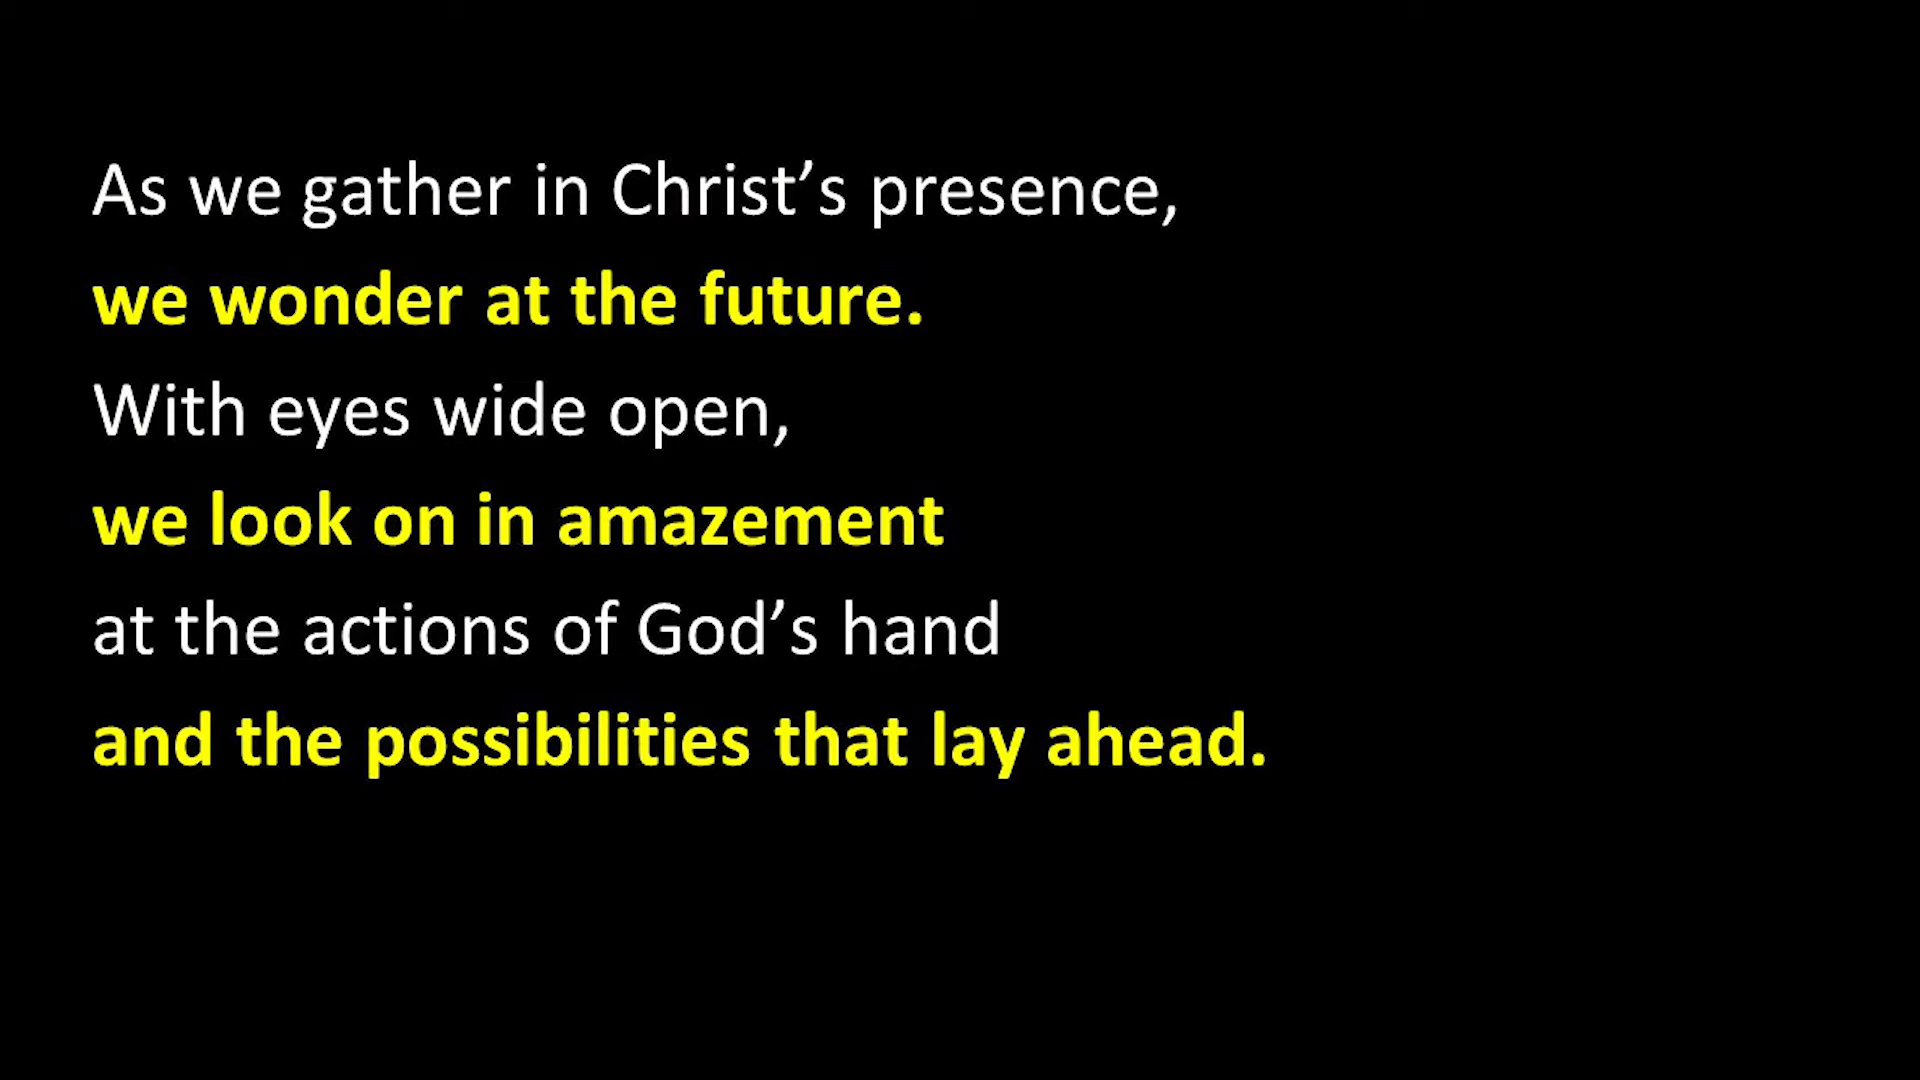 As we gather in Christ’s presence,
we wonder at the future.
With eyes wide open,
we look on in amazement
at the actions of God’s hand
and the possibilities that lay ahead.